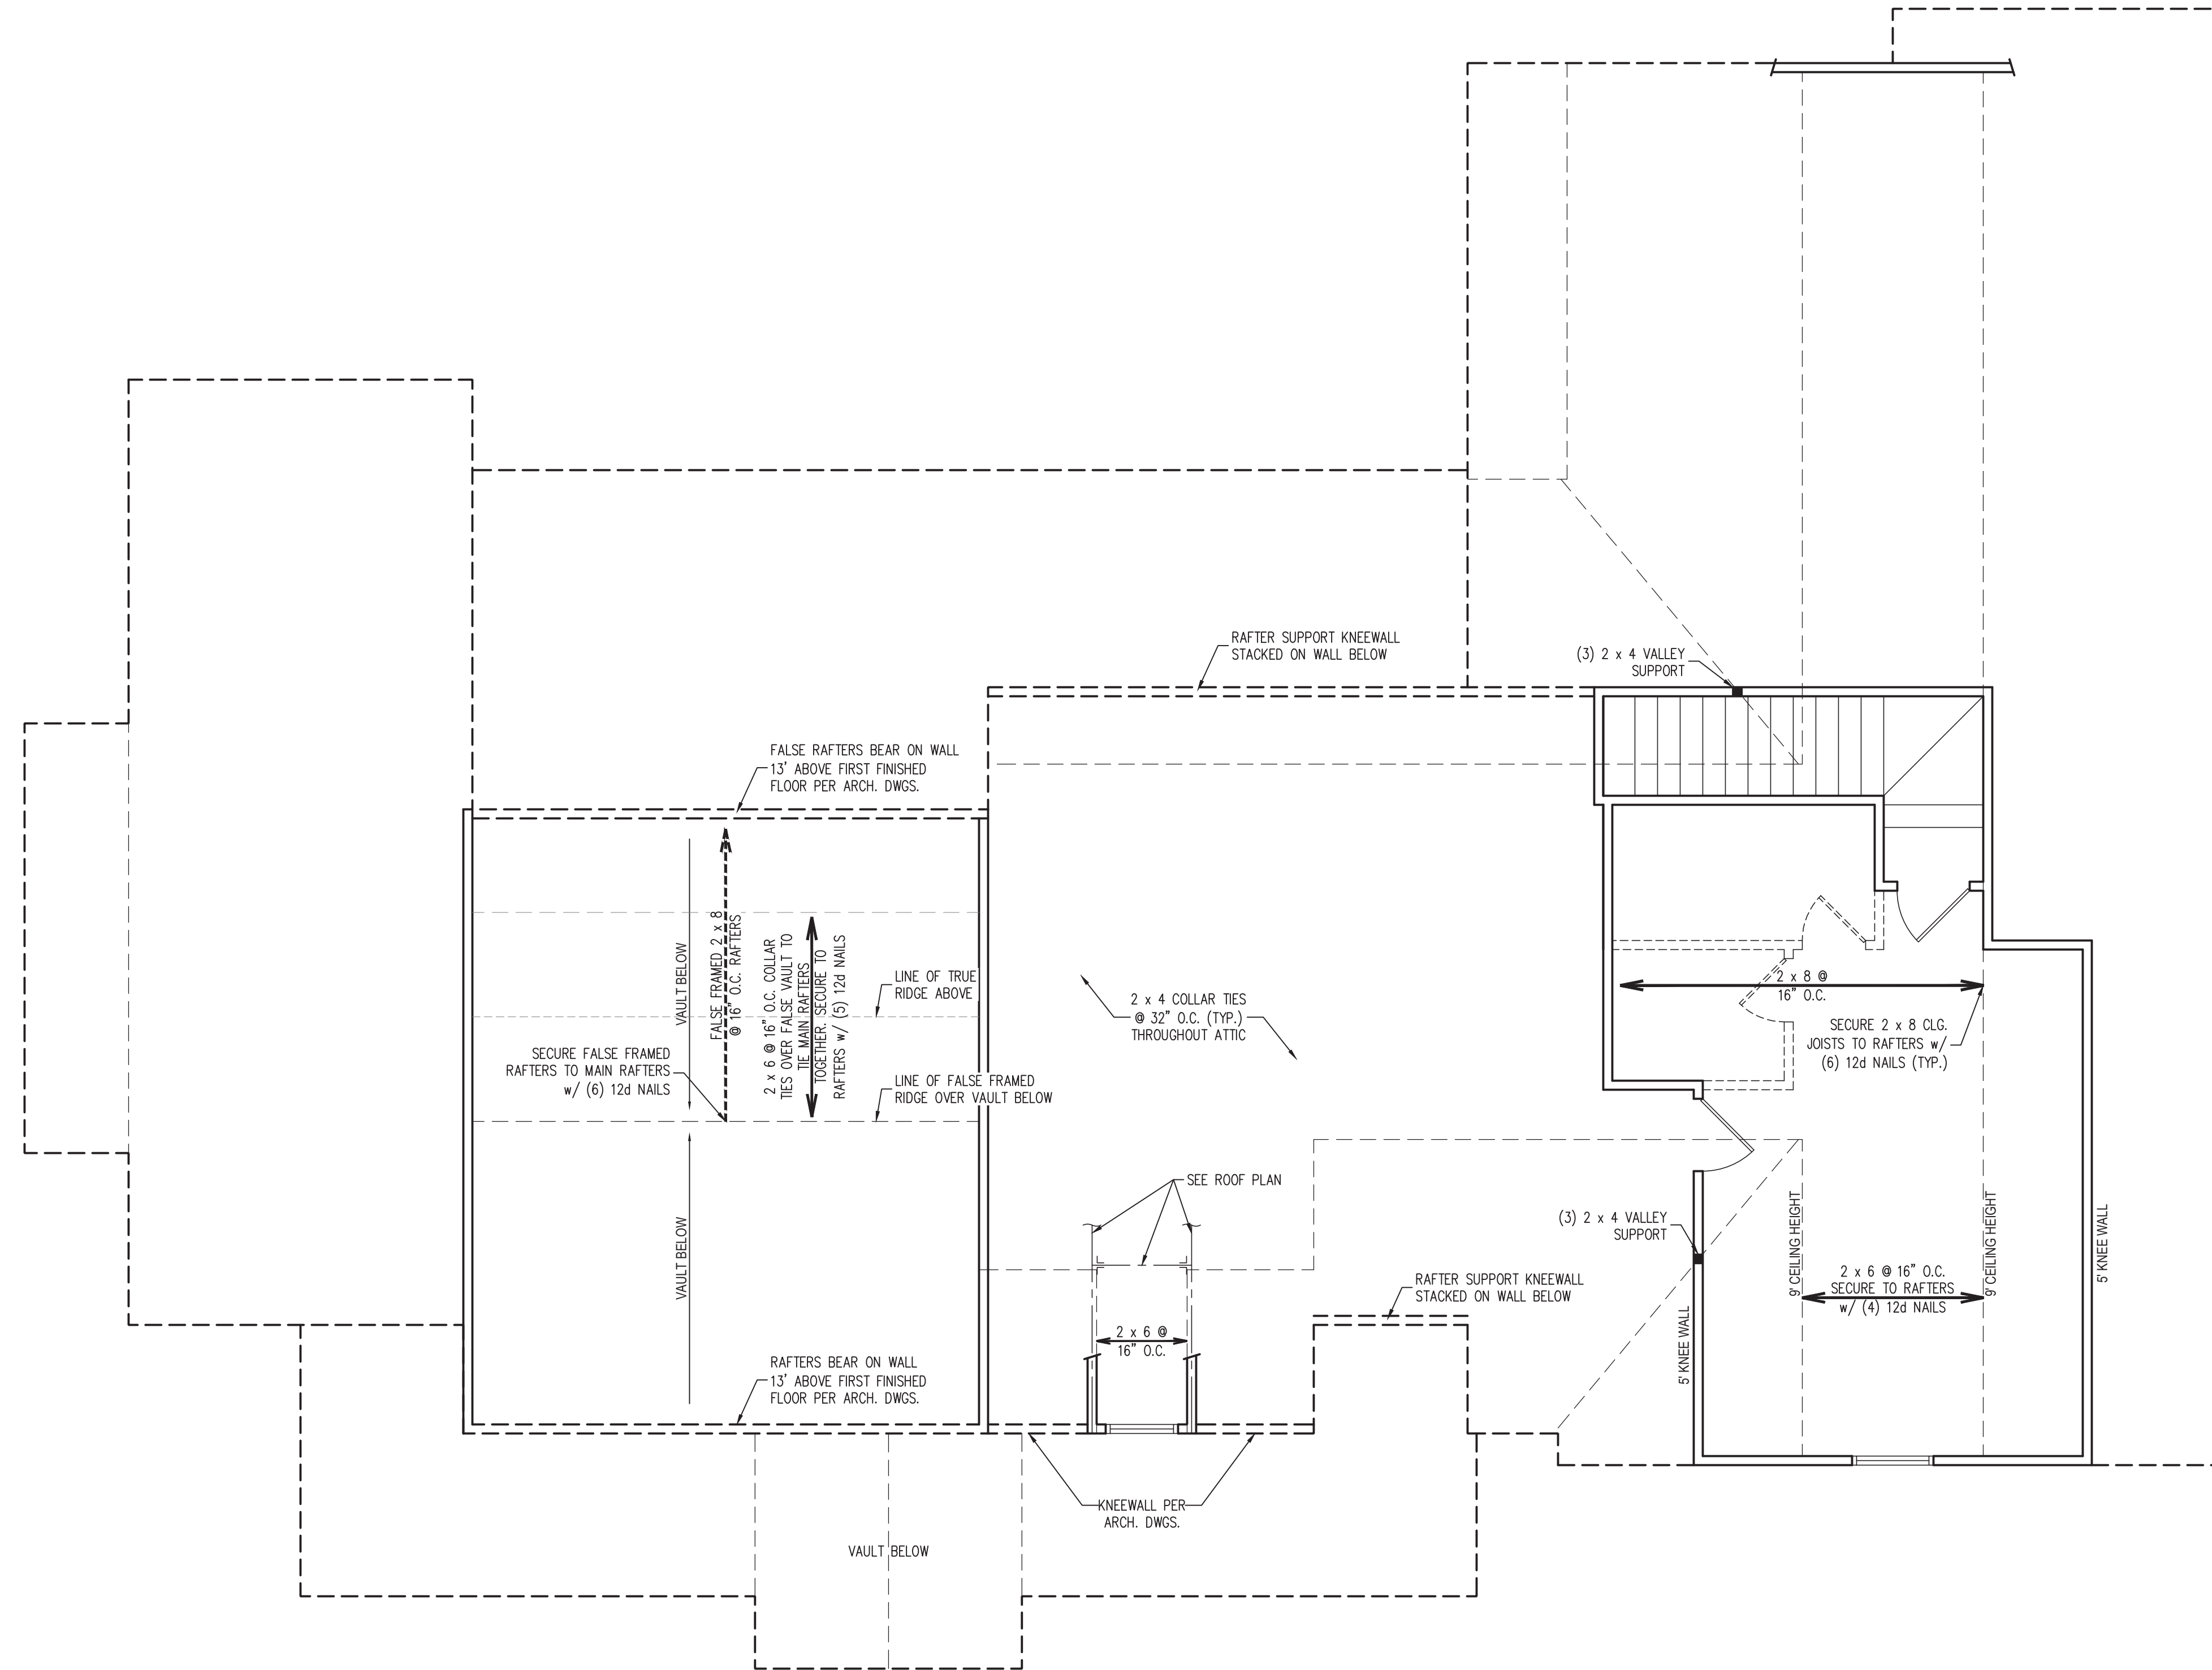 RAFTER SUPPORT KNEEWALL
STACKED ON WALL BELOW
(3) 2 x 4 VALLEY
SUPPORT
FALSE RAFTERS BEAR ON WALL
13' ABOVE FIRST FINISHED
FLOOR PER ARCH. DWGS.
VAULT BELOW
FALSE FRAMED 2 x 8
@ 16" O.C. RAFTERS
2 x 6 @ 16" O.C. COLLAR
TIES OVER FALSE VAULT TO
TIE MAIN RAFTERS
TOGETHER. SECURE TO
RAFTERS w/ (5) 12d NAILS
LINE OF TRUE
RIDGE ABOVE
2 x 4 COLLAR TIES
@ 32" O.C. (TYP.)
THROUGHOUT ATTIC
2 x 8 @
16" O.C.
SECURE 2 x 8 CLG.
JOISTS TO RAFTERS w/
(6) 12d NAILS (TYP.)
SECURE FALSE FRAMED
RAFTERS TO MAIN RAFTERS
w/ (6) 12d NAILS
LINE OF FALSE FRAMED
RIDGE OVER VAULT BELOW
VAULT BELOW
SEE ROOF PLAN
(3) 2 x 4 VALLEY
SUPPORT
9' CEILING HEIGHT
9' CEILING HEIGHT
5' KNEE WALL
2 x 6 @ 16" O.C.
SECURE TO RAFTERS
w/ (4) 12d NAILS
RAFTER SUPPORT KNEEWALL
STACKED ON WALL BELOW
5' KNEE WALL
2 x 6 @
16" O.C.
RAFTERS BEAR ON WALL
13' ABOVE FIRST FINISHED
FLOOR PER ARCH. DWGS.
KNEEWALL PER
ARCH. DWGS.
VAULT BELOW